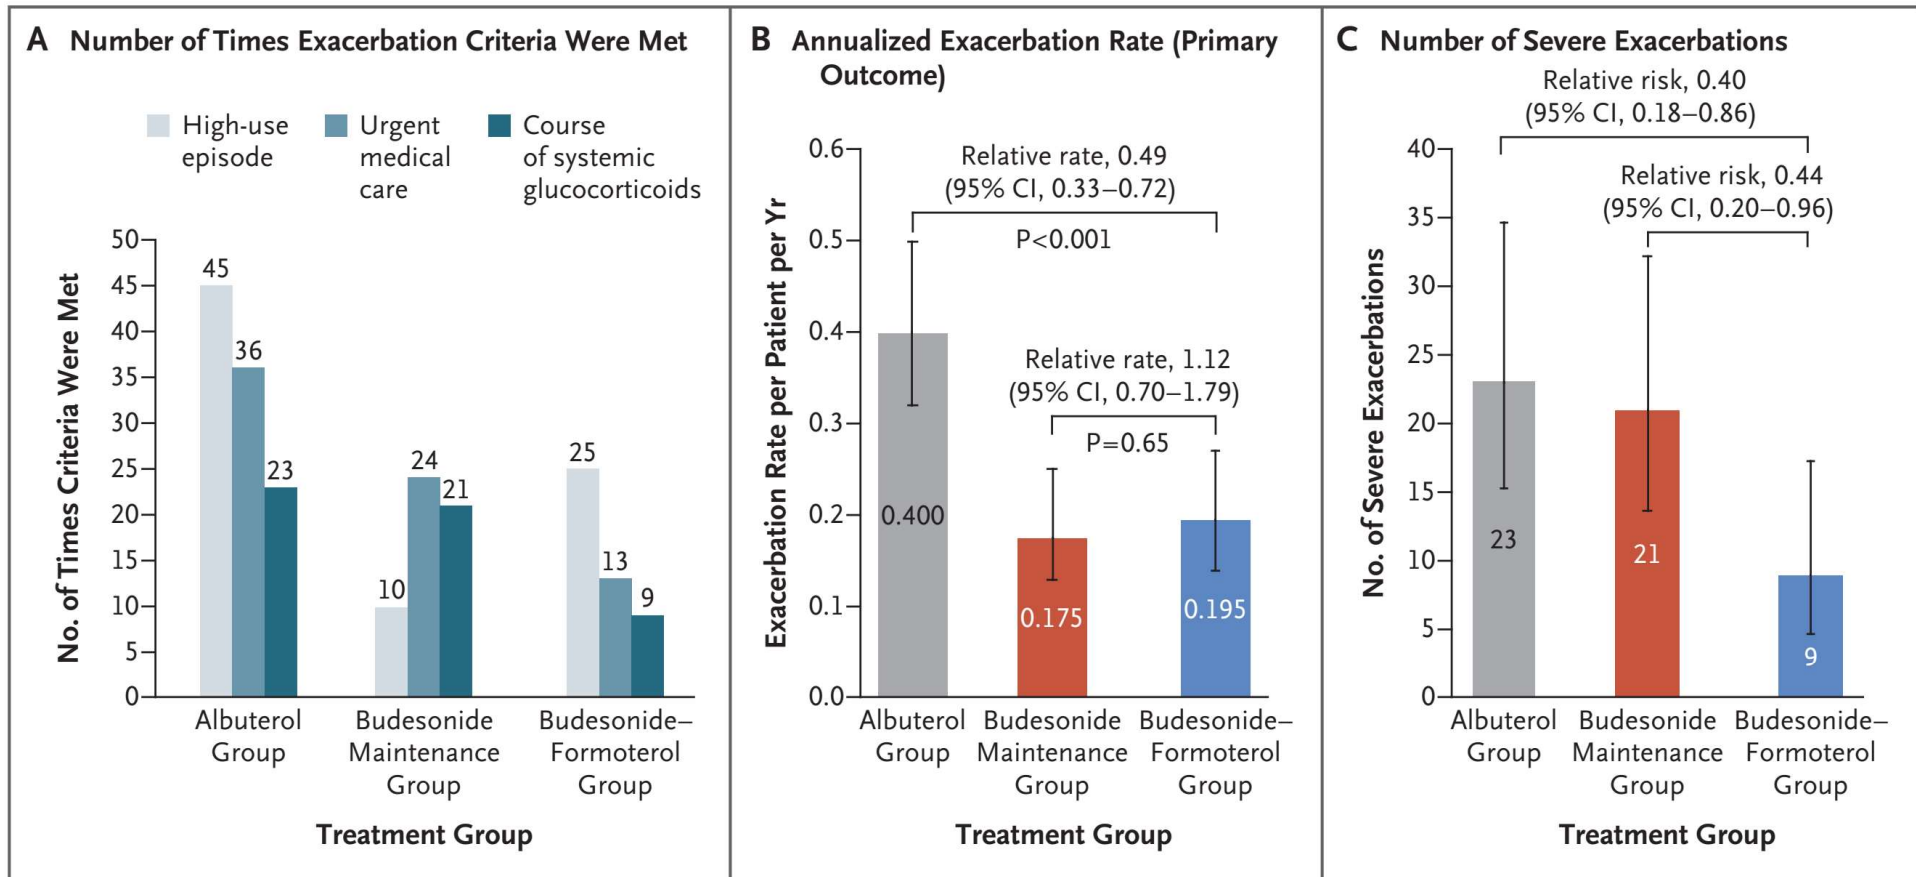 A Number of Times Exacerbation Criteria Were Met
High-use
episode
Urgent
medical
care
Course
of systemic
glucocorticoids
No. of Times Criteria Were Met
50
45
40
35
30
25
20
15
10
5
0
45
36
23
10
24
21
25
13
9
Albuterol
Group
Budesonide
Maintenance
Group
Budesonide–
Formoterol
Group
Treatment Group
B Annualized Exacerbation Rate (Primary
Outcome)
Exacerbation Rate per Patient per Yr
0.6
0.5
0.4
0.3
0.2
0.1
0.0
Relative rate, 0.49
(95% CI, 0.33–0.72)
P<0.001
Relative rate, 1.12
(95% CI, 0.70–1.79)
P=0.65
0.400
0.175
0.195
Albuterol
Group
Budesonide
Maintenance
Group
Budesonide–
Formoterol
Group
Treatment Group
C Number of Severe Exacerbations
Relative risk, 0.40
(95% CI, 0.18–0.86)
Relative risk, 0.44
(95% CI, 0.20–0.96)
No. of Severe Exacerbations
40
35
30
25
20
15
10
5
0
23
21
9
Albuterol
Group
Budesonide
Maintenance
Group
Budesonide–
Formoterol
Group
Treatment Group